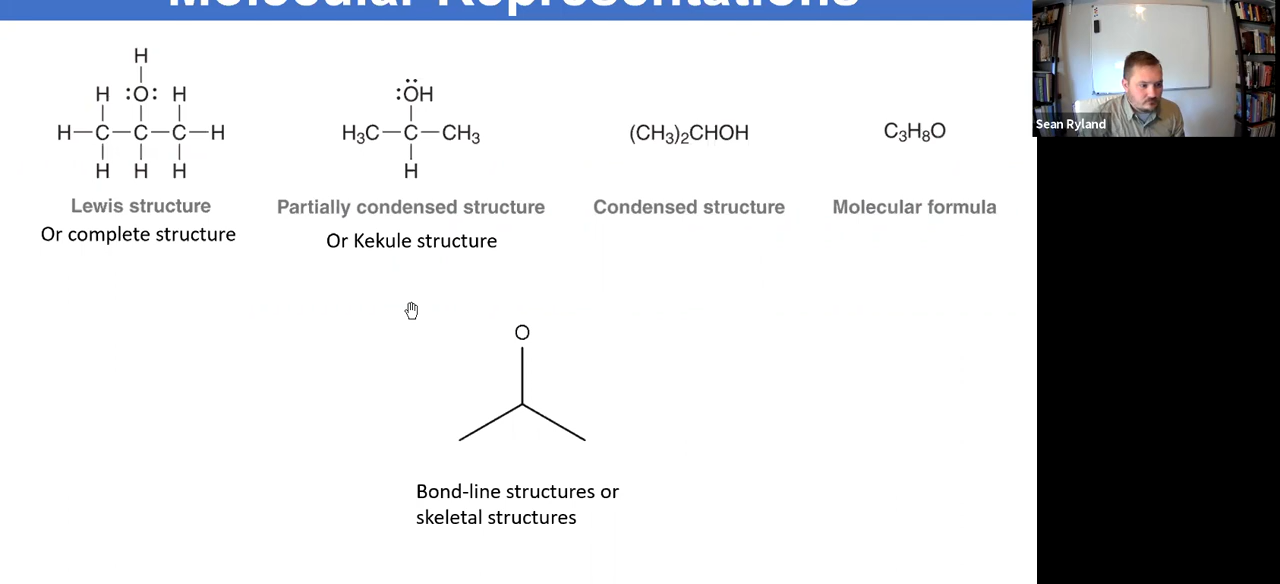 Molecular Representations
H
H :O: H
H—C—C—C—H
H H H
:ÖH
H₃C—C—CH₃
H
(CH₃)₂CHOH
C₃H₈O
Lewis structure
Or complete structure
Partially condensed structure
Or Kekule structure
Condensed structure
Molecular formula
O
Bond-line structures or
skeletal structures
Sean Ryland